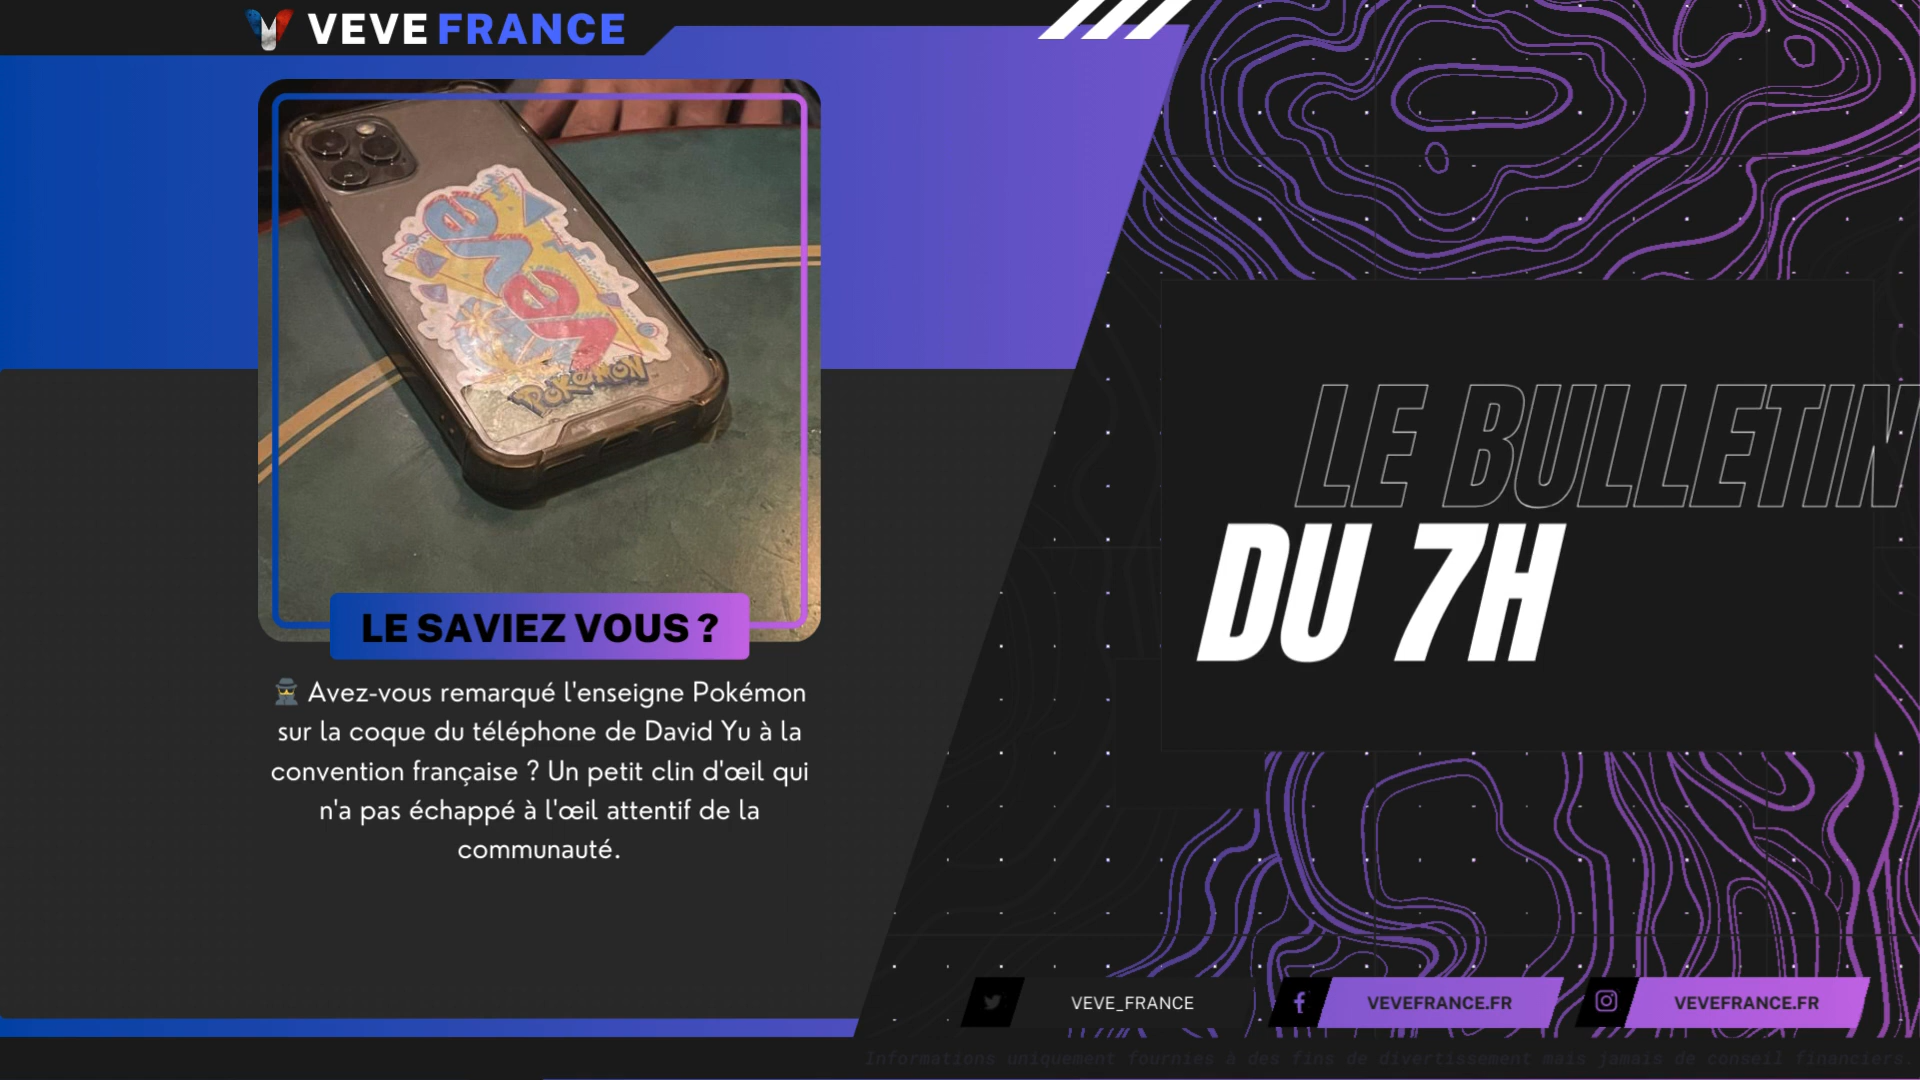 VEVE FRANCE
veve
POKÉMON
LE SAVIEZ VOUS ?
Avez-vous remarqué l'enseigne Pokémon
sur la coque du téléphone de David Yu à la
convention française ? Un petit clin d'œil qui
n'a pas échappé à l'œil attentif de la
communauté.
LE BULLETIN
DU 7H
VEVE_FRANCE
VEVEFRANCE.FR
VEVEFRANCE.FR
Informations uniquement fournies à des fins de divertissement mais jamais de conseil financiers.